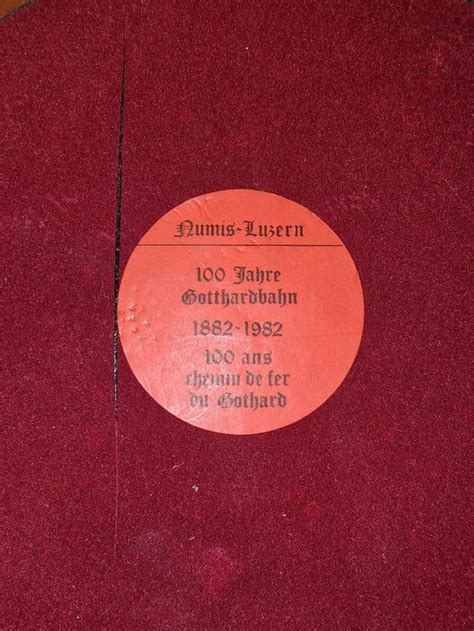 Numis-Luzern
100 Jahre
Gotthardbahn
1882-1982
100 ans
chemin de fer
du Gothard